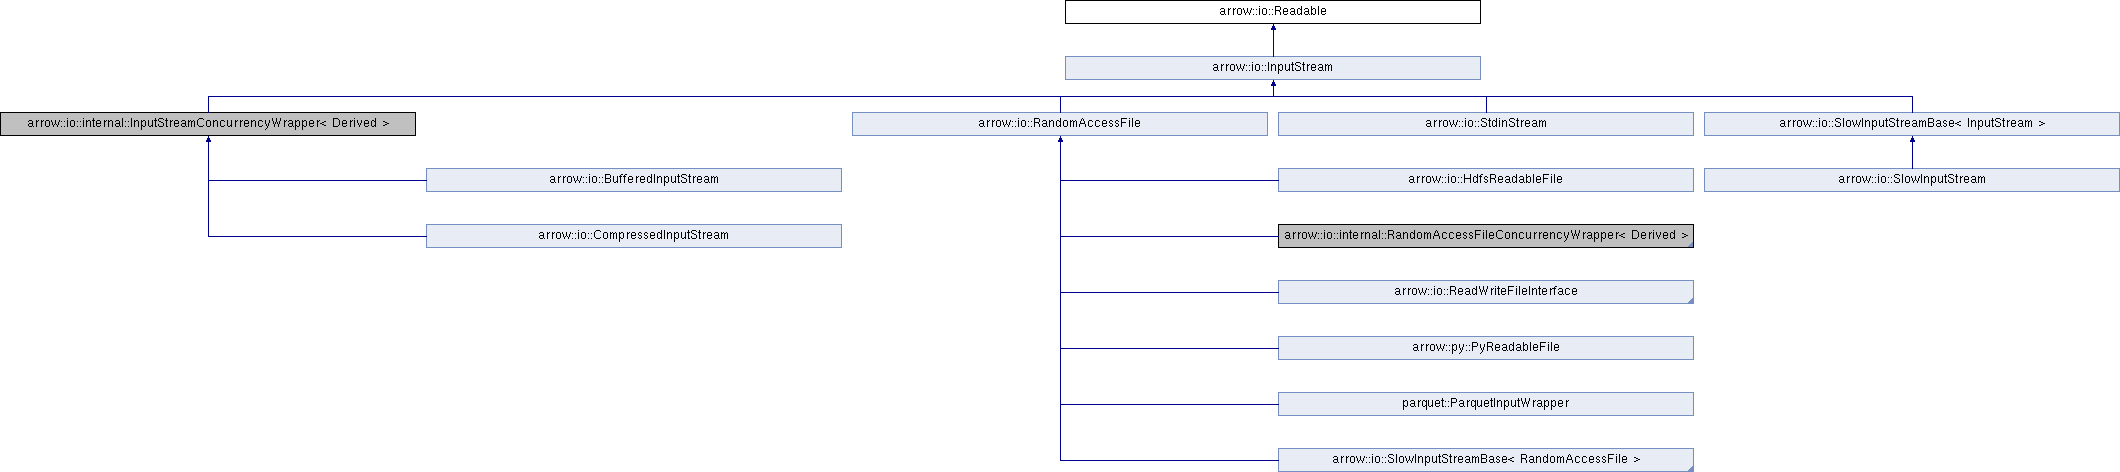 arrow::io::Readable
arrow::io::InputStream
arrow::io::internal::InputStreamConcurrencyWrapper< Derived >
arrow::io::RandomAccessFile
arrow::io::StdinStream
arrow::io::SlowInputStreamBase< InputStream >
arrow::io::BufferedInputStream
arrow::io::HdfsReadableFile
arrow::io::SlowInputStream
arrow::io::CompressedInputStream
arrow::io::internal::RandomAccessFileConcurrencyWrapper< Derived >
arrow::io::ReadWriteFileInterface
arrow::py::PyReadableFile
parquet::ParquetInputWrapper
arrow::io::SlowInputStreamBase< RandomAccessFile >